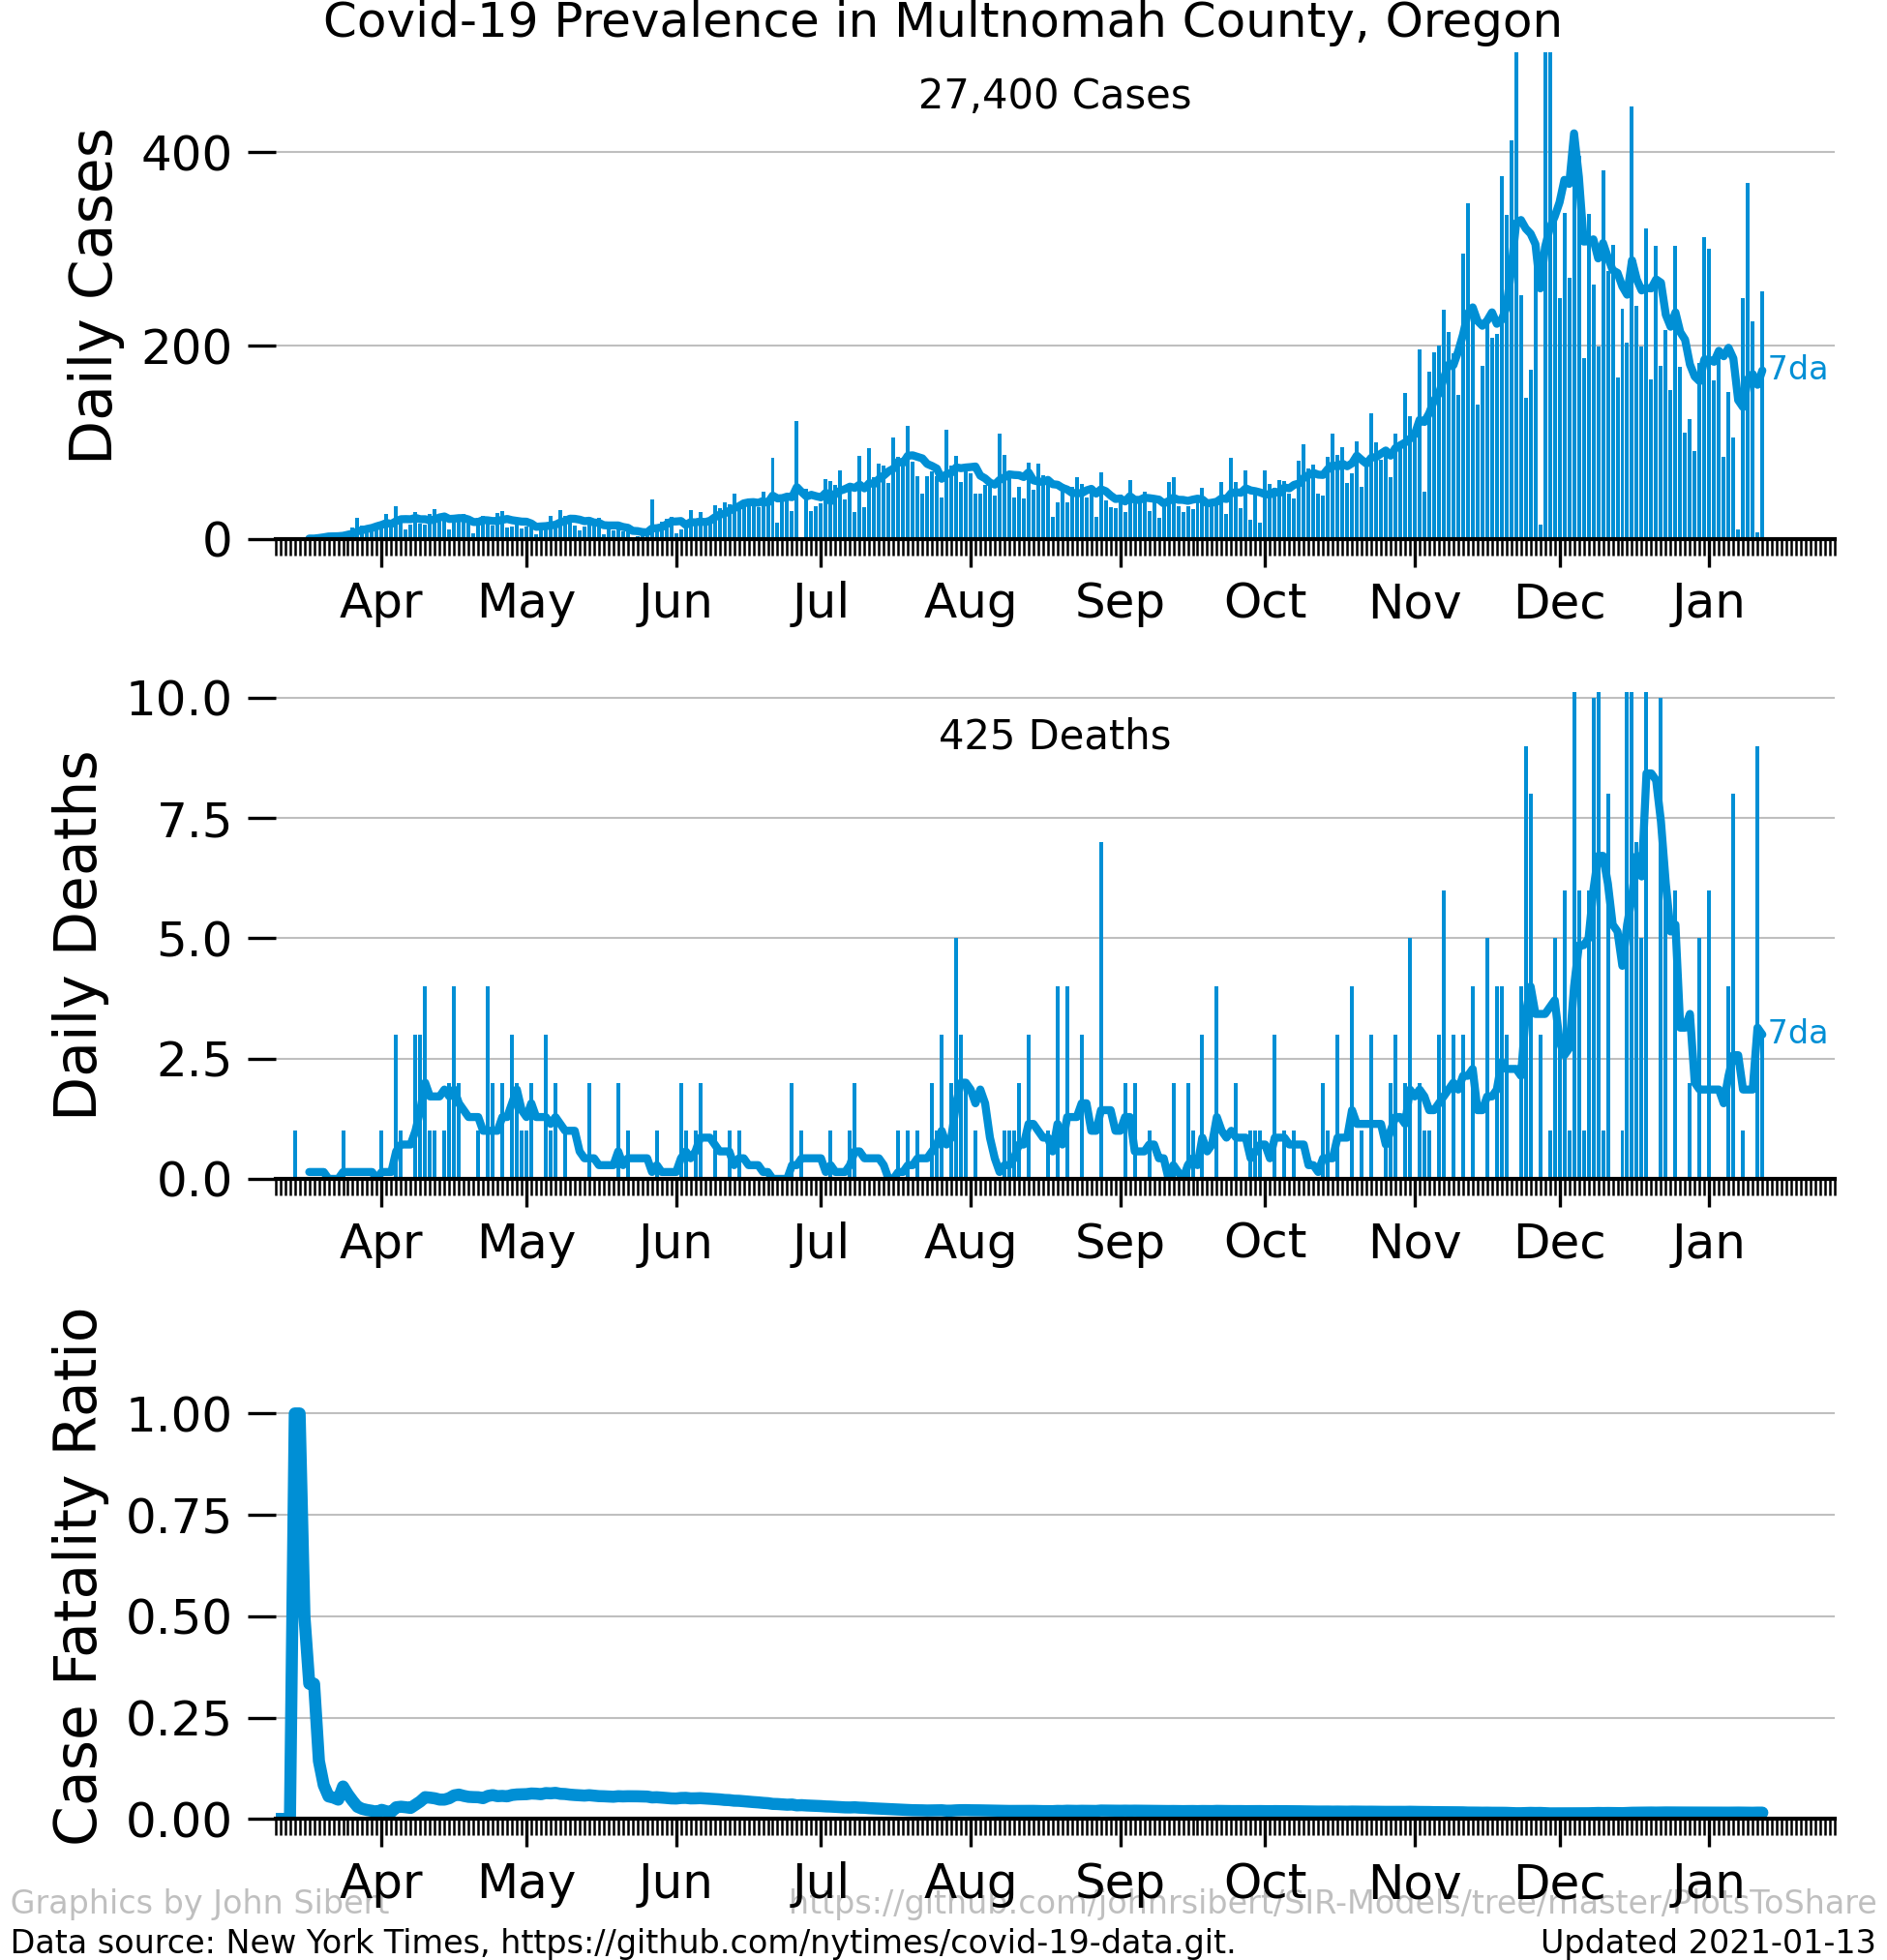 Covid-19 Prevalence in Multnomah County, Oregon
27,400 Cases
Daily Cases
400
200
0
7da
Apr May Jun Jul Aug Sep Oct Nov Dec Jan
425 Deaths
Daily Deaths
10.0
7.5
5.0
2.5
0.0
7da
Apr May Jun Jul Aug Sep Oct Nov Dec Jan
Case Fatality Ratio
1.00
0.75
0.50
0.25
0.00
Apr May Jun Jul Aug Sep Oct Nov Dec Jan
Graphics by John Sibert https://github.com/johnrsibert/SIR-Models/tree/master/PlotsToShare
Data source: New York Times, https://github.com/nytimes/covid-19-data.git. Updated 2021-01-13